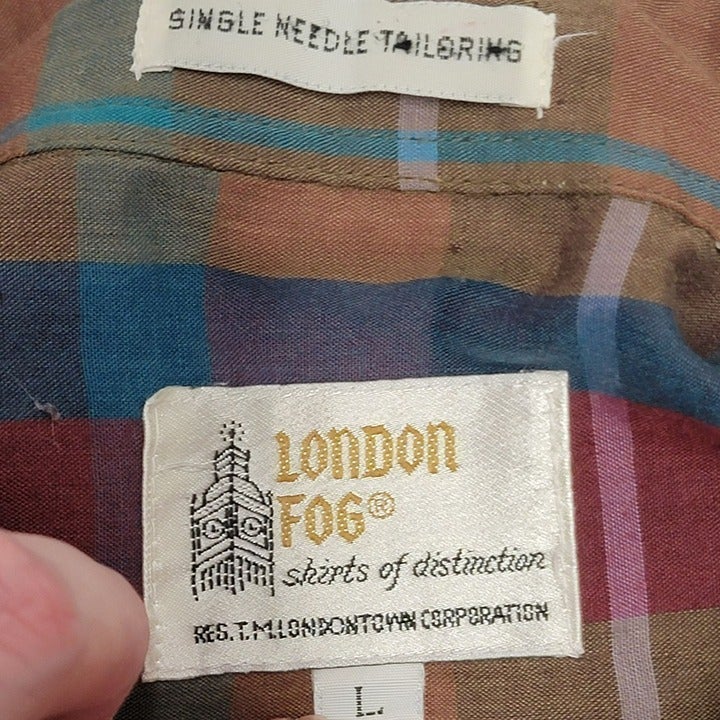 SINGLE NEEDLE TAILORING
LONDON
FOG®
shirts of distinction
REG. T. M. LONDONTOWN CORPORATION
L